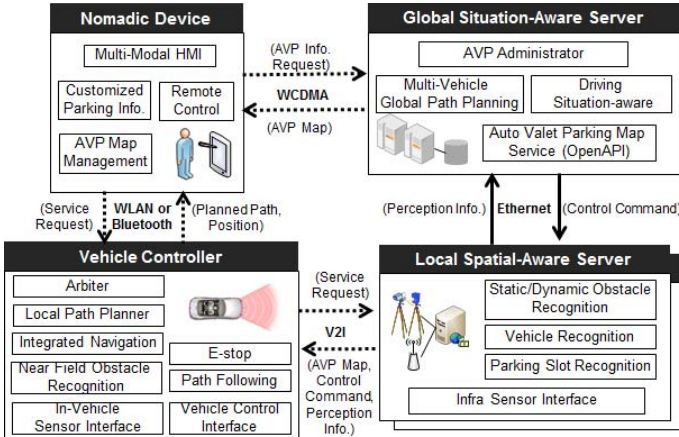 Nomadic Device
Multi-Modal HMI
Customized
Parking Info.
Remote
Control
AVP Map
Management
(AVP Info.
Request)
WCDMA
(AVP Map)
Global Situation-Aware Server
AVP Administrator
Multi-Vehicle
Global Path Planning
Driving
Situation-aware
Auto Valet Parking Map
Service (OpenAPI)
(Service
Request)
WLAN or
Bluetooth
(Planned Path,
Position)
(Perception Info.)
Ethernet
(Control Command)
Vehicle Controller
Arbiter
Local Path Planner
Integrated Navigation
Near Field Obstacle
Recognition
In-Vehicle
Sensor Interface
E-stop
Path Following
Vehicle Control
Interface
(Service
Request)
V2I
(AVP Map,
Control
Command,
Perception
Info.)
Local Spatial-Aware Server
Static/Dynamic Obstacle
Recognition
Vehicle Recognition
Parking Slot Recognition
Infra Sensor Interface